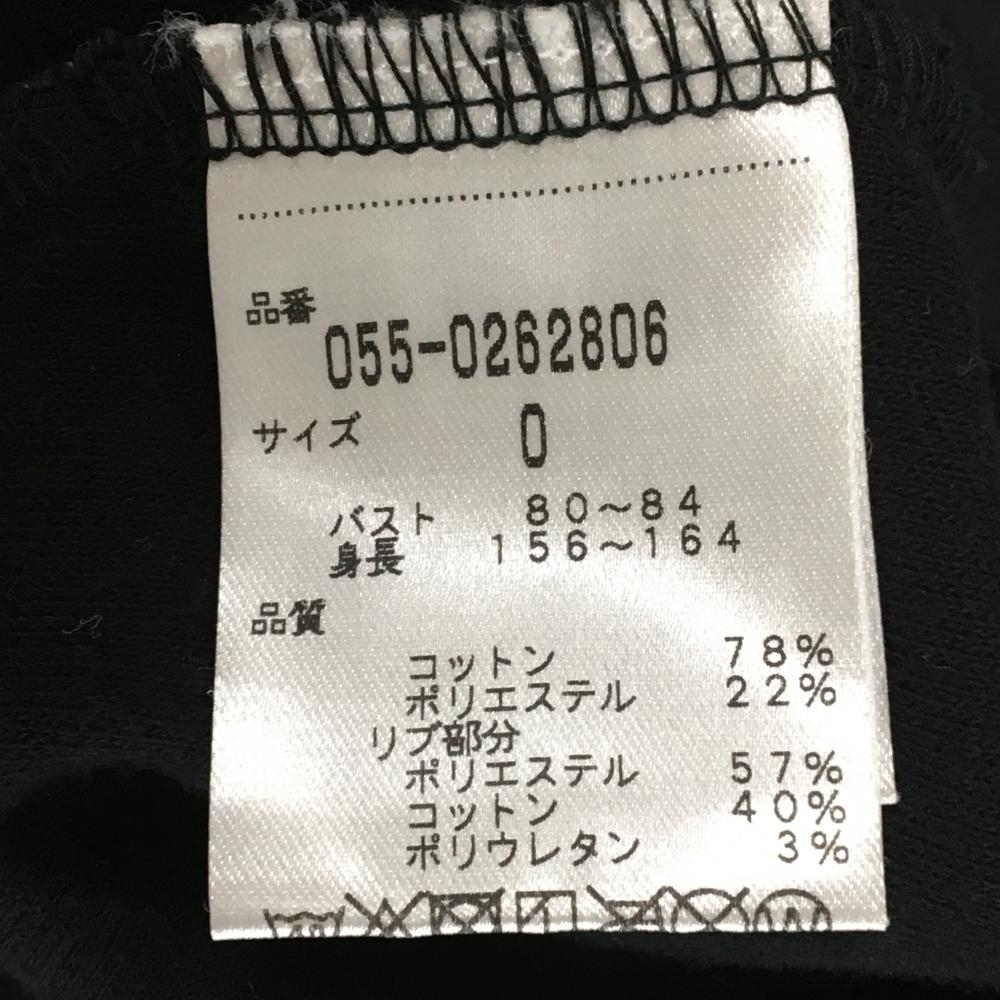 品番
055-0262806
サイズ 0
バスト 80~84
身長 156~164
品質
コットン 78%
ポリエステル 22%
リブ部分
ポリエステル 57%
コットン 40%
ポリウレタン 3%